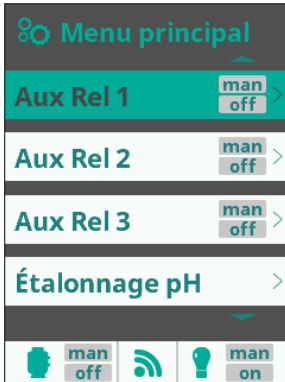 Menu principal
Aux Rel 1
man
off
Aux Rel 2
man
off
Aux Rel 3
man
off
Étalonnage pH
man
off
man
on